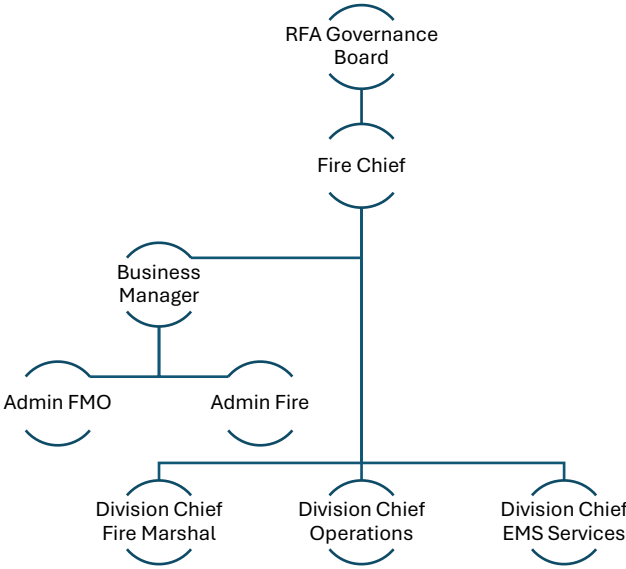 RFA Governance
Board
Fire Chief
Business
Manager
Admin FMO
Admin Fire
Division Chief
Fire Marshal
Division Chief
Operations
Division Chief
EMS Services